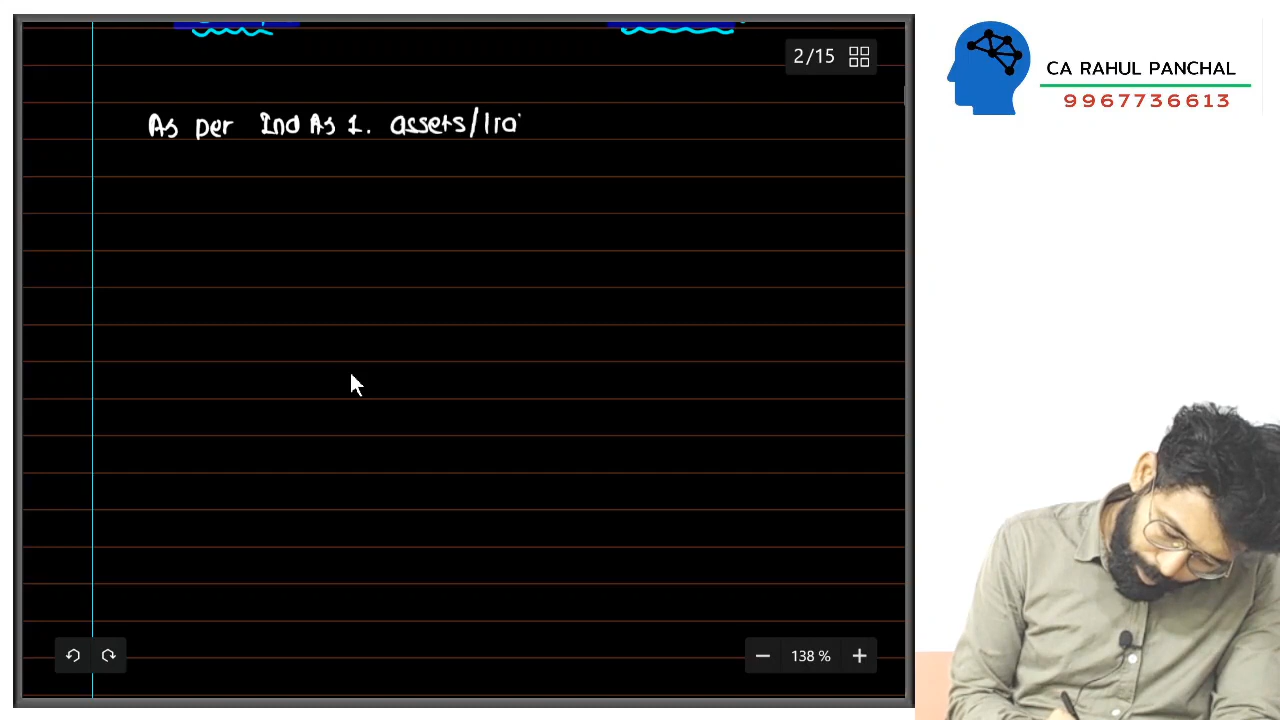 2/15
CA RAHUL PANCHAL
9967736613
As per Ind As 1. assets/lia
138 %